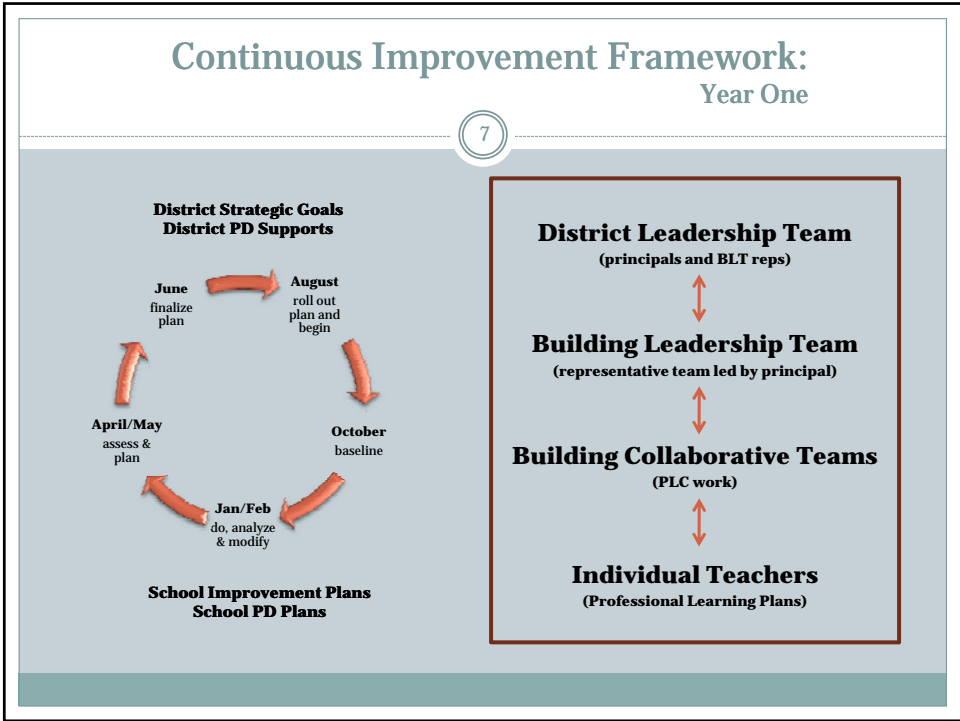 Continuous Improvement Framework:
Year One
7
District Strategic Goals
District PD Supports
June
finalize
plan
August
roll out
plan and
begin
October
baseline
Jan/Feb
do, analyze
& modify
April/May
assess &
plan
School Improvement Plans
School PD Plans
District Leadership Team
(principals and BLT reps)
Building Leadership Team
(representative team led by principal)
Building Collaborative Teams
(PLC work)
Individual Teachers
(Professional Learning Plans)